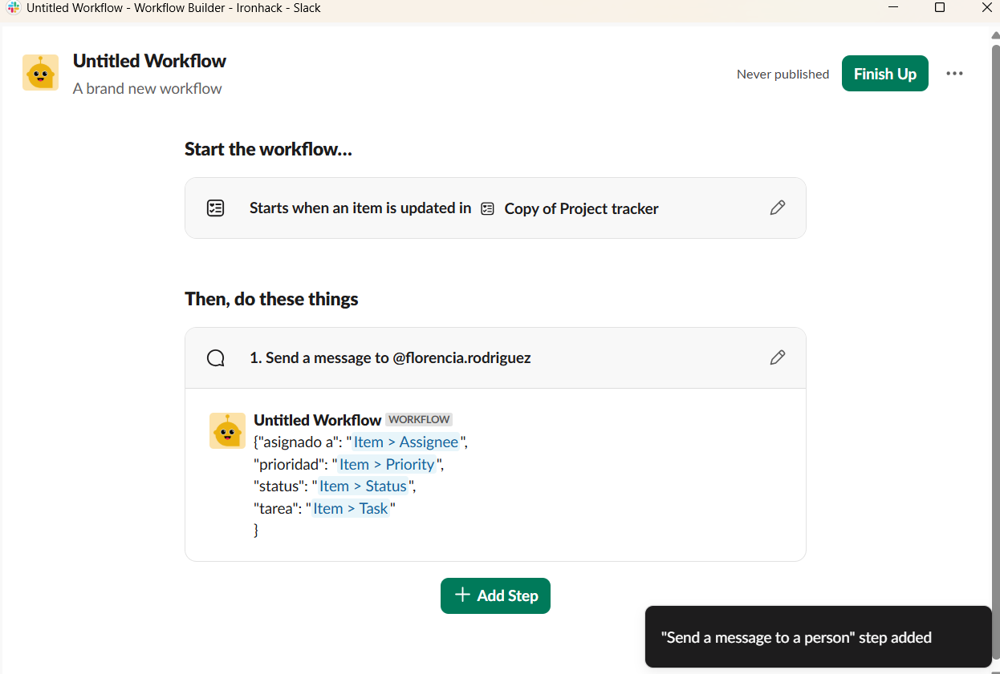 Untitled Workflow - Workflow Builder - Ironhack - Slack
Untitled Workflow
A brand new workflow
Never published
Finish Up
Start the workflow...
Starts when an item is updated in Copy of Project tracker
Then, do these things
1. Send a message to @florencia.rodriguez
Untitled Workflow WORKFLOW
{"asignado a": "Item > Assignee",
"prioridad": "Item > Priority",
"status": "Item > Status",
"tarea": "Item > Task"
}
+ Add Step
"Send a message to a person" step added